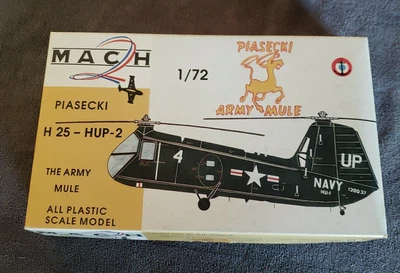 MACH
2
1/72
PIASECKI
ARMY MULE
PIASECKI
H 25 - HUP-2
THE ARMY
MULE
ALL PLASTIC
SCALE MODEL
4
UP
NAVY